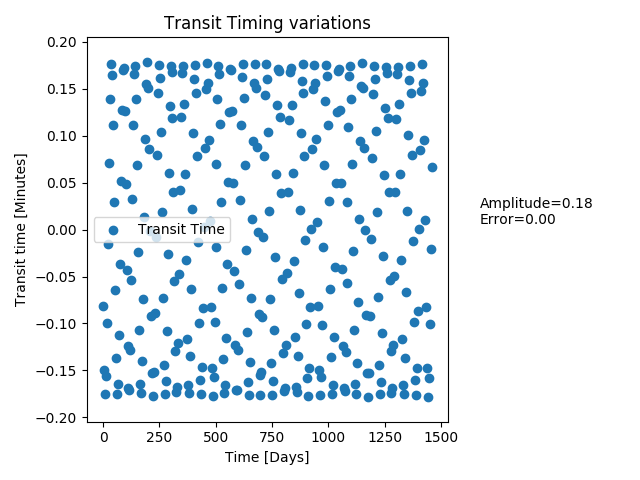 Transit Timing variations
0.20
0.15
0.10
0.05
0.00
−0.05
−0.10
−0.15
−0.20
Transit time [Minutes]
Transit Time
Amplitude=0.18
Error=0.00
0 250 500 750 1000 1250 1500
Time [Days]